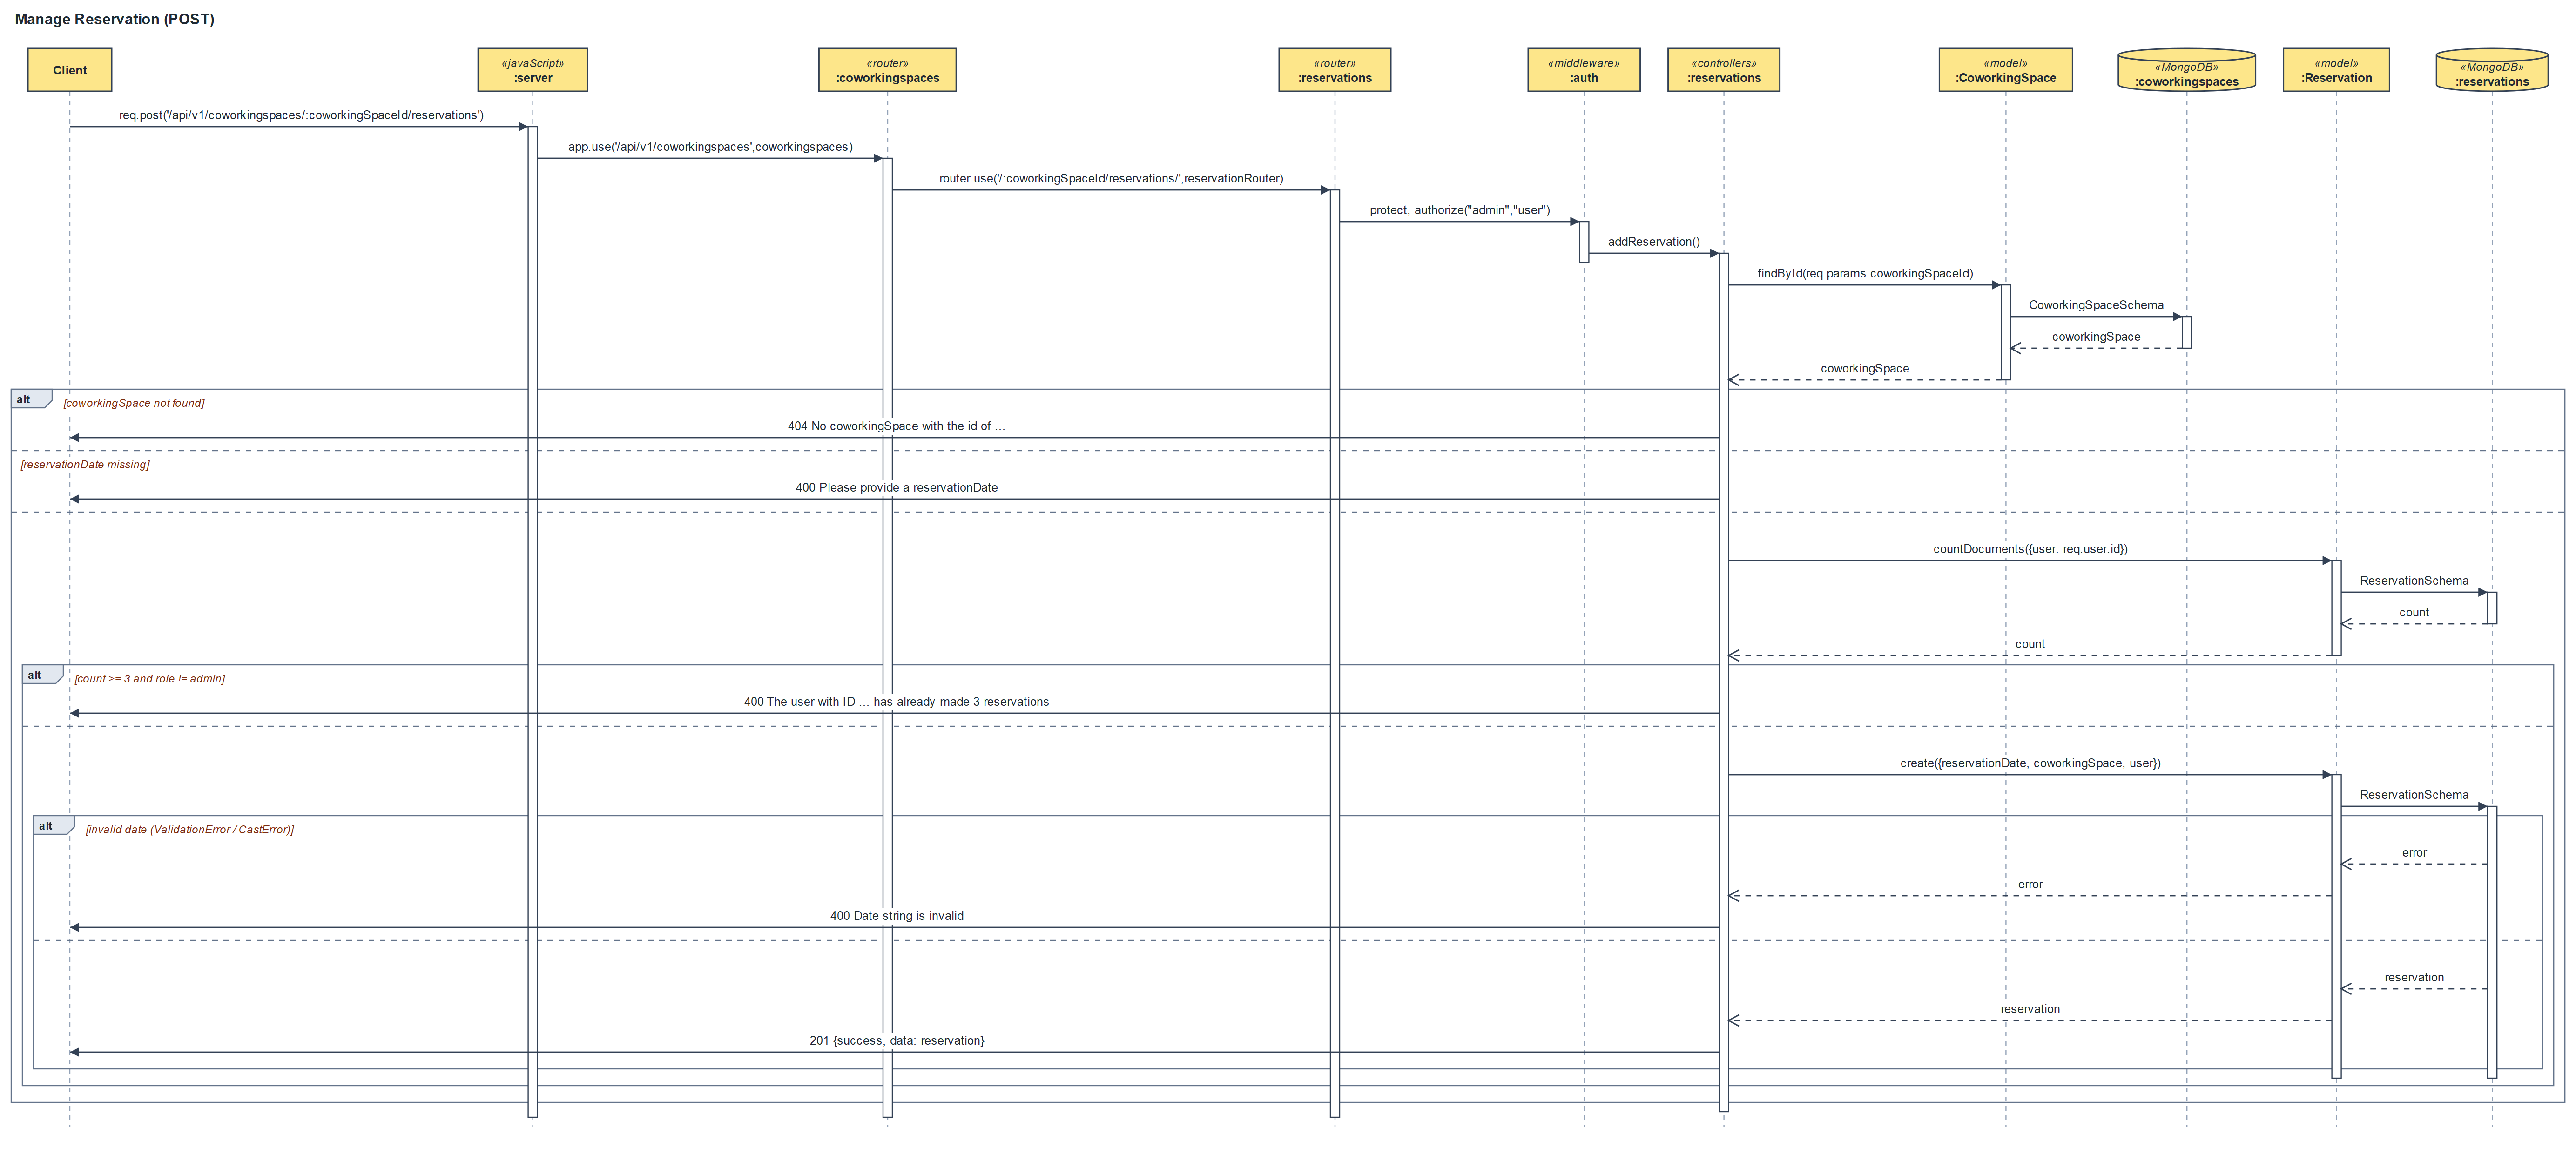 Manage Reservation (POST)
Client
«javaScript»
:server
«router»
:coworkingspaces
«router»
:reservations
«middleware»
:auth
«controllers»
:reservations
«model»
:CoworkingSpace
«MongoDB»
:coworkingspaces
«model»
:Reservation
«MongoDB»
:reservations
req.post('/api/v1/coworkingspaces/:coworkingSpaceId/reservations')
app.use('/api/v1/coworkingspaces',coworkingspaces)
router.use('/:coworkingSpaceId/reservations/',reservationRouter)
protect, authorize("admin","user")
addReservation()
findById(req.params.coworkingSpaceId)
CoworkingSpaceSchema
coworkingSpace
coworkingSpace
alt
[coworkingSpace not found]
404 No coworkingSpace with the id of ...
[reservationDate missing]
400 Please provide a reservationDate
countDocuments({user: req.user.id})
ReservationSchema
count
count
alt
[count >= 3 and role != admin]
400 The user with ID ... has already made 3 reservations
create({reservationDate, coworkingSpace, user})
ReservationSchema
alt
[invalid date (ValidationError / CastError)]
error
error
400 Date string is invalid
reservation
reservation
201 {success, data: reservation}